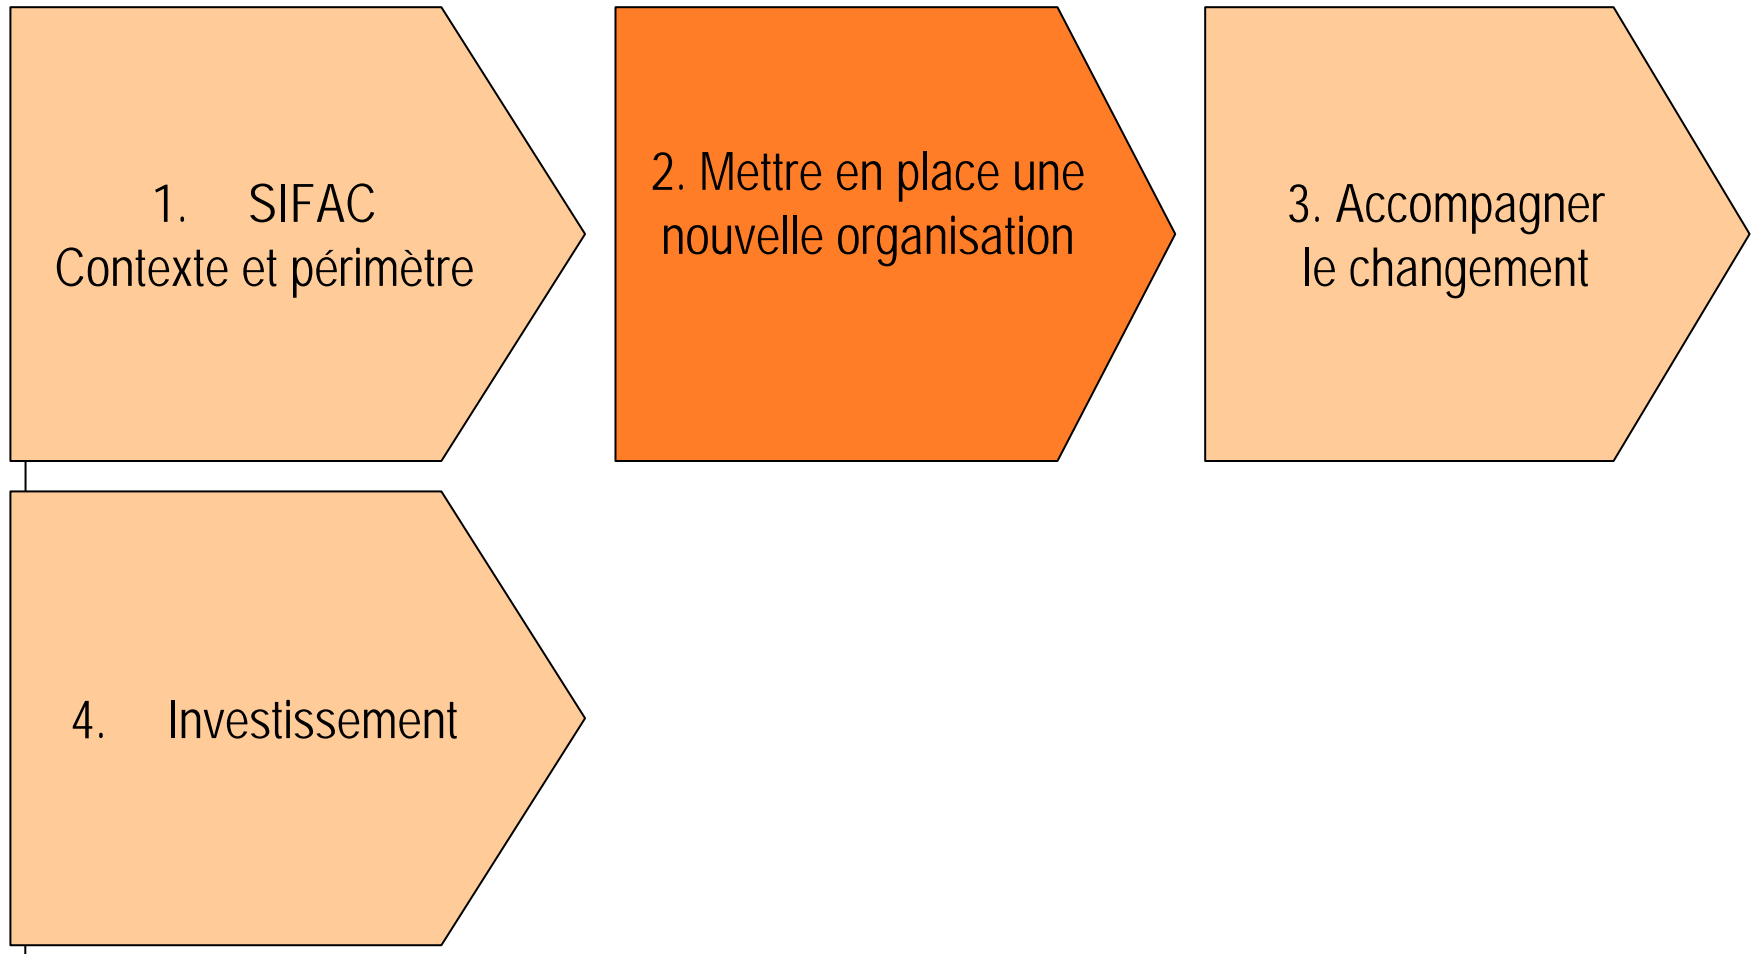 1. SIFAC
Contexte et périmètre
2. Mettre en place une
nouvelle organisation
3. Accompagner
le changement
4. Investissement